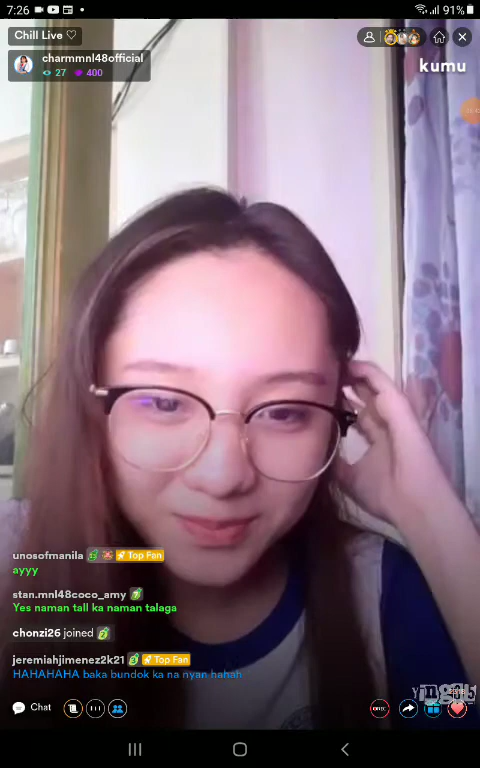 7:26
91%
Chill Live ♡
charmmnl48official
27 400
kumu
unosofmanila Top Fan
ayyy
stan.mnl48coco_amy
Yes naman tall ka naman talaga
chonzi26 joined
jeremiahjimenez2k21 Top Fan
HAHAHAHA baka bundok ka na nyan hahah
Chat